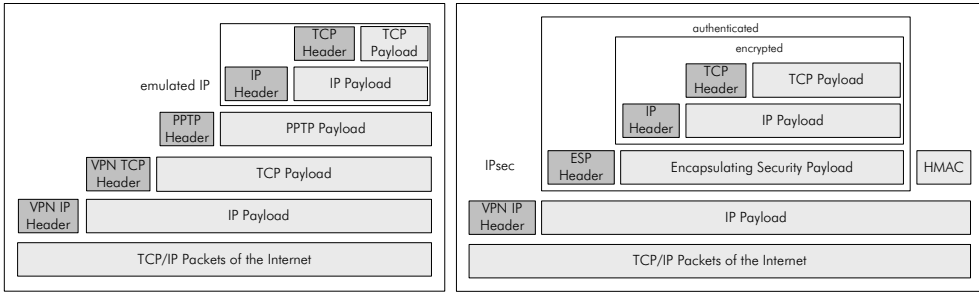 TCP
Header
TCP
Payload
emulated IP
IP
Header
IP Payload
PPTP
Header
PPTP Payload
VPN TCP
Header
TCP Payload
VPN IP
Header
IP Payload
TCP/IP Packets of the Internet
authenticated
encrypted
TCP
Header
TCP Payload
IP
Header
IP Payload
IPsec
ESP
Header
Encapsulating Security Payload
HMAC
VPN IP
Header
IP Payload
TCP/IP Packets of the Internet